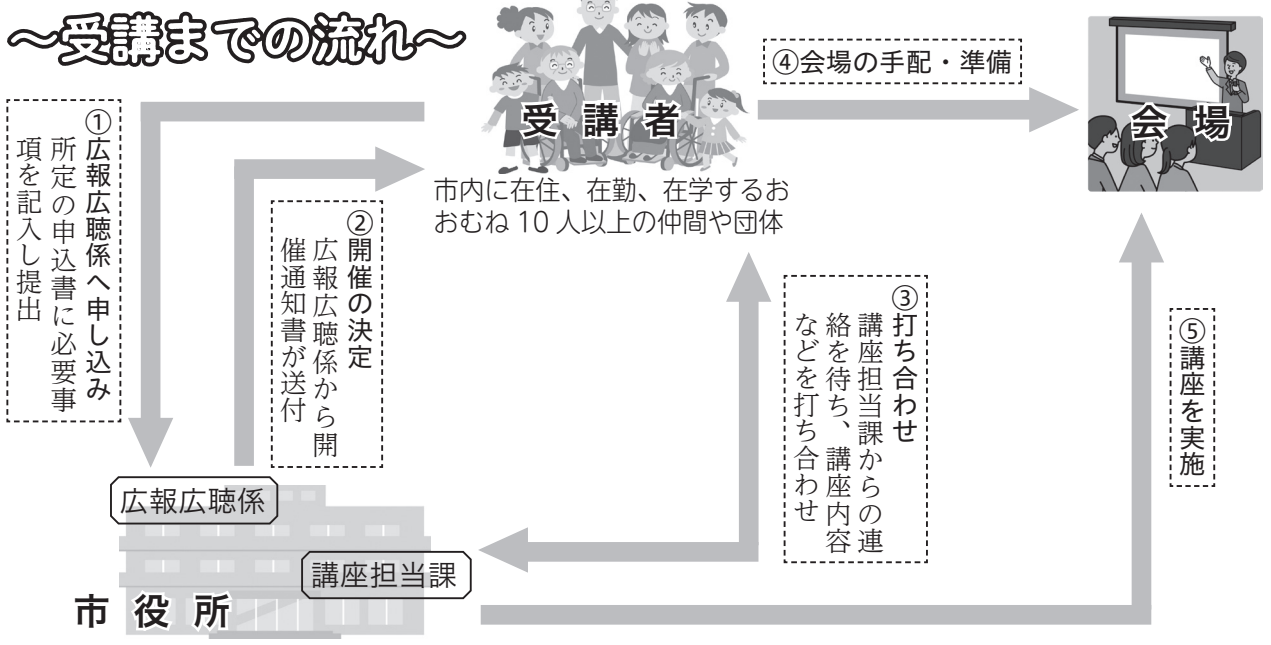 ～受講までの流れ～
受講者
市内に在住、在勤、在学するお
おむね10人以上の仲間や団体
①広報広聴係へ申し込み
所定の申込書に必要事
項を記入し提出
②開催の決定
広報広聴係から開
催通知書が送付
③打ち合わせ
講座担当課からの連
絡を待ち、講座内容
などを打ち合わせ
④会場の手配・準備
会場
⑤講座を実施
広報広聴係
講座担当課
市役所